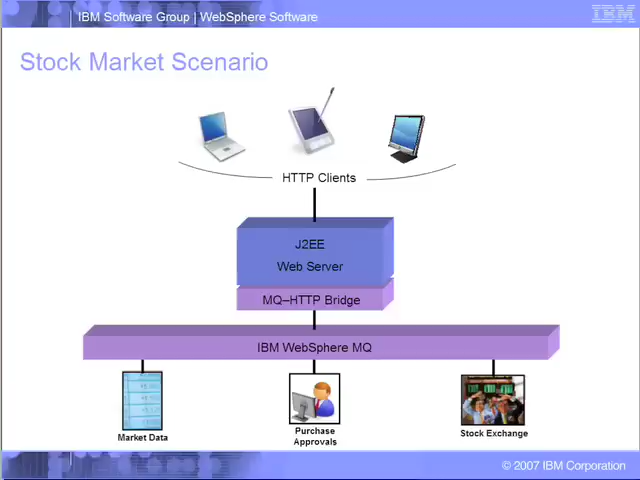 IBM Software Group | WebSphere Software
IBM
Stock Market Scenario
HTTP Clients
J2EE
Web Server
MQ–HTTP Bridge
IBM WebSphere MQ
Market Data
Purchase
Approvals
Stock Exchange
© 2007 IBM Corporation